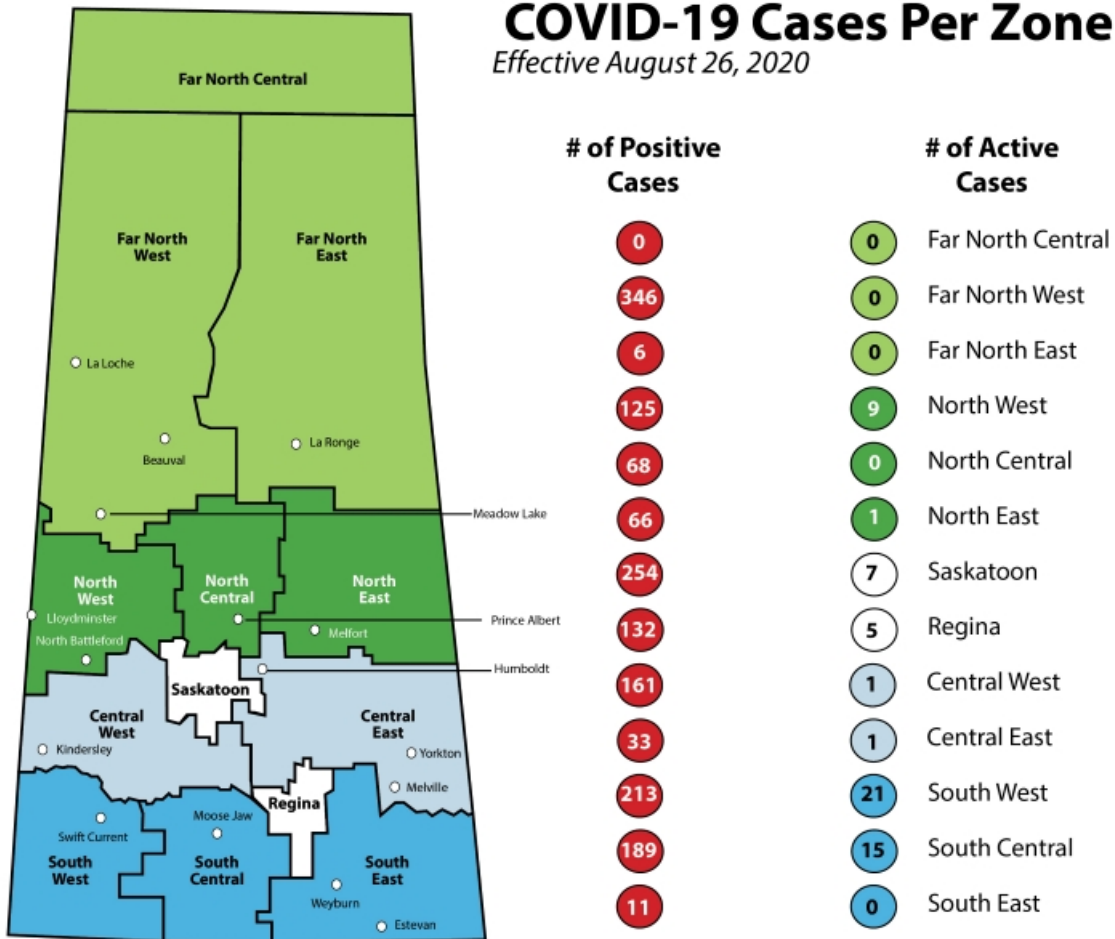 COVID-19 Cases Per Zone
Effective August 26, 2020
# of Positive
Cases
# of Active
Cases
0 0 Far North Central
346 0 Far North West
6 0 Far North East
125 9 North West
68 0 North Central
66 1 North East
254 7 Saskatoon
132 5 Regina
161 1 Central West
33 1 Central East
213 21 South West
189 15 South Central
11 0 South East
Far North Central
Far North
West
Far North
East
La Loche
Beauval
La Ronge
Meadow Lake
North
West
North
Central
North
East
Lloydminster
Prince Albert
Melfort
North Battleford
Humboldt
Saskatoon
Central
West
Central
East
Kindersley
Yorkton
Melville
Regina
Moose Jaw
Swift Current
South
West
South
Central
South
East
Weyburn
Estevan